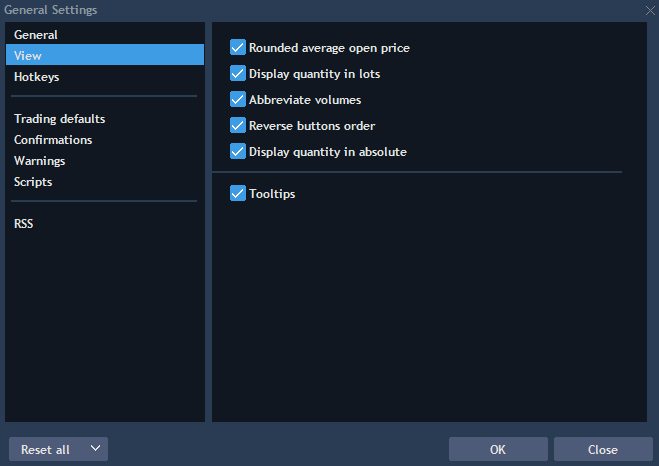 General Settings
General
View
Hotkeys
Trading defaults
Confirmations
Warnings
Scripts
RSS
Rounded average open price
Display quantity in lots
Abbreviate volumes
Reverse buttons order
Display quantity in absolute
Tooltips
Reset all
OK
Close